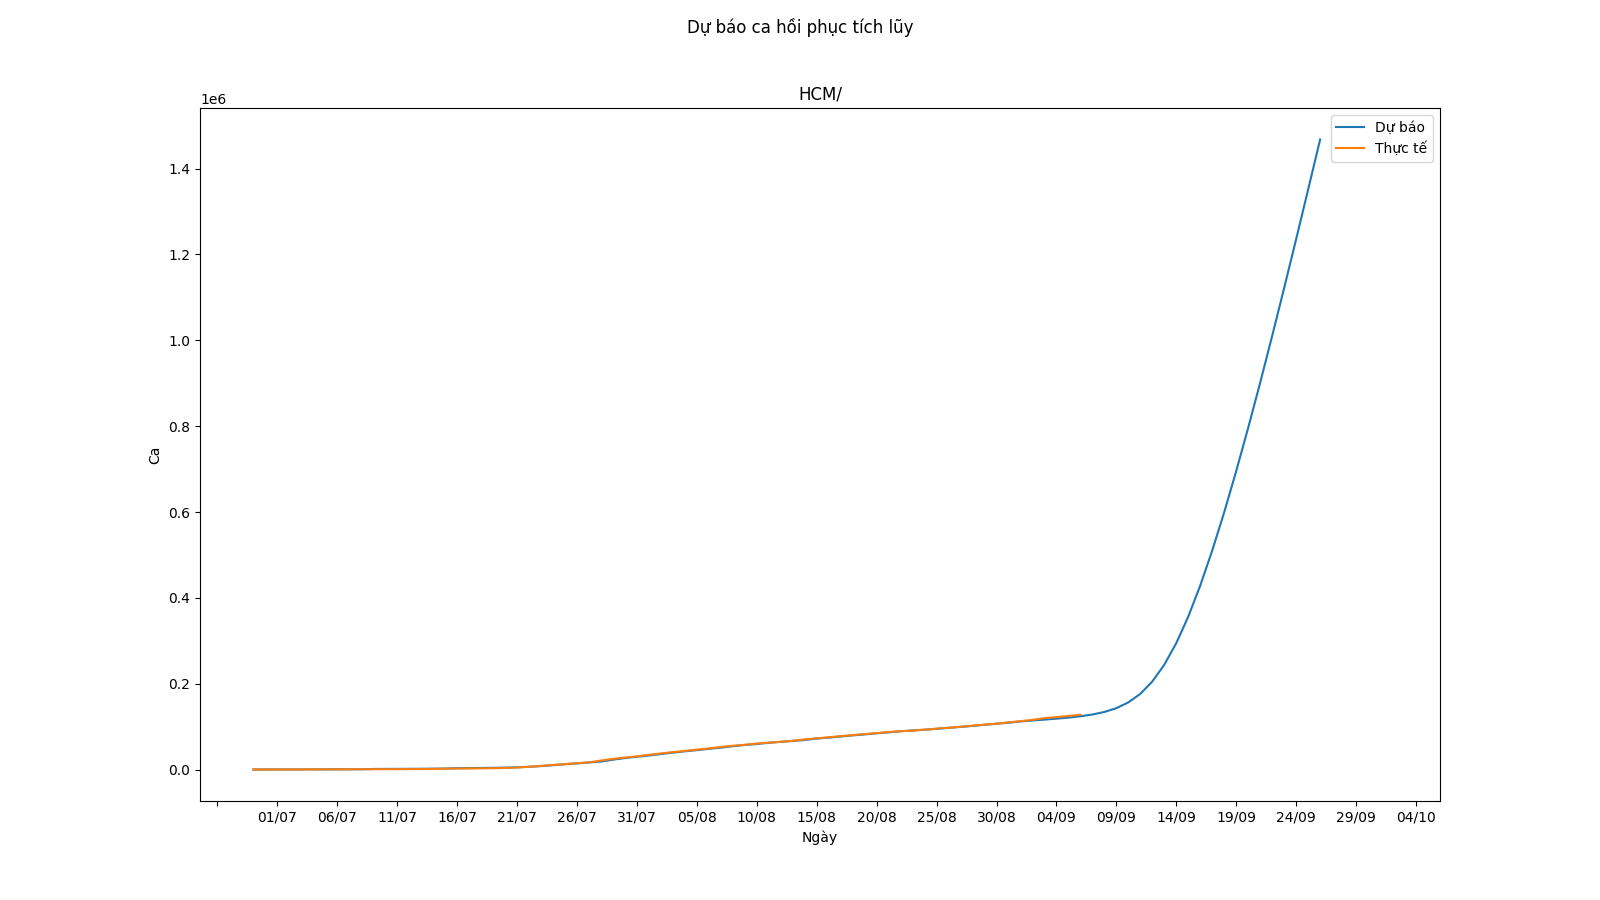 Dự báo ca hồi phục tích lũy
HCM/
1e6
Dự báo
Thực tế
1.4
1.2
1.0
0.8
0.6
0.4
0.2
0.0
Ca
01/07 06/07 11/07 16/07 21/07 26/07 31/07 05/08 10/08 15/08 20/08 25/08 30/08 04/09 09/09 14/09 19/09 24/09 29/09 04/10
Ngày